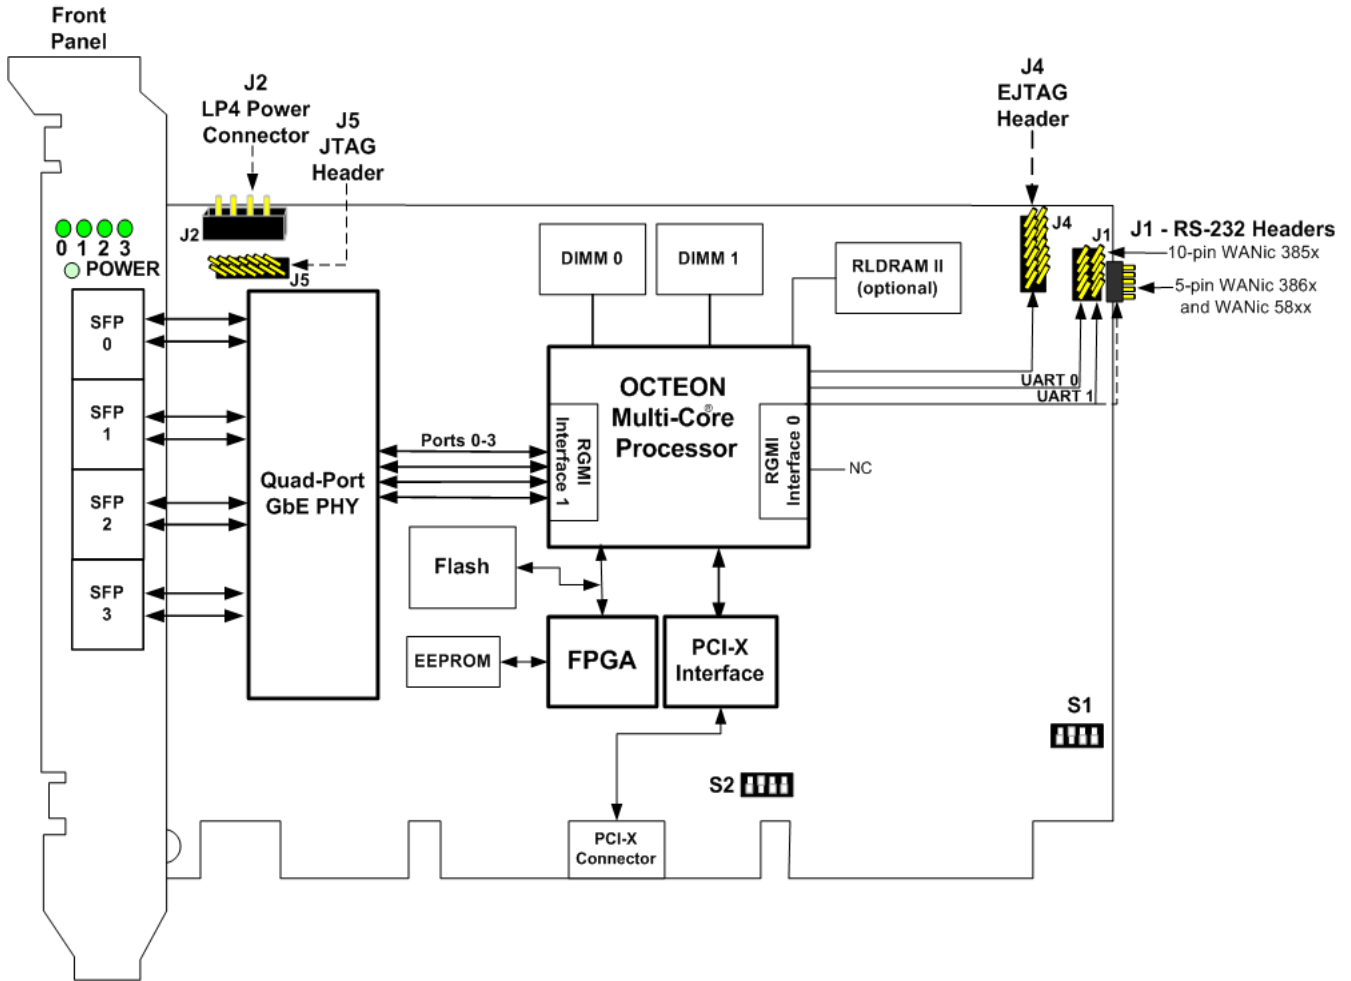 Front
Panel
J2
LP4 Power
Connector
J5
JTAG
Header
J4
EJTAG
Header
J2
J5
J4
J1
J1 - RS-232 Headers
10-pin WANic 385x
5-pin WANic 386x
and WANic 58xx
0 1 2 3
POWER
SFP
0
SFP
1
SFP
2
SFP
3
Quad-Port
GbE PHY
Ports 0-3
DIMM 0
DIMM 1
RLDRAM II
(optional)
OCTEON
Multi-Core
®
Processor
RGMI
Interface 1
RGMI
Interface 0
UART 0
UART 1
NC
Flash
EEPROM
FPGA
PCI-X
Interface
S1
S2
PCI-X
Connector